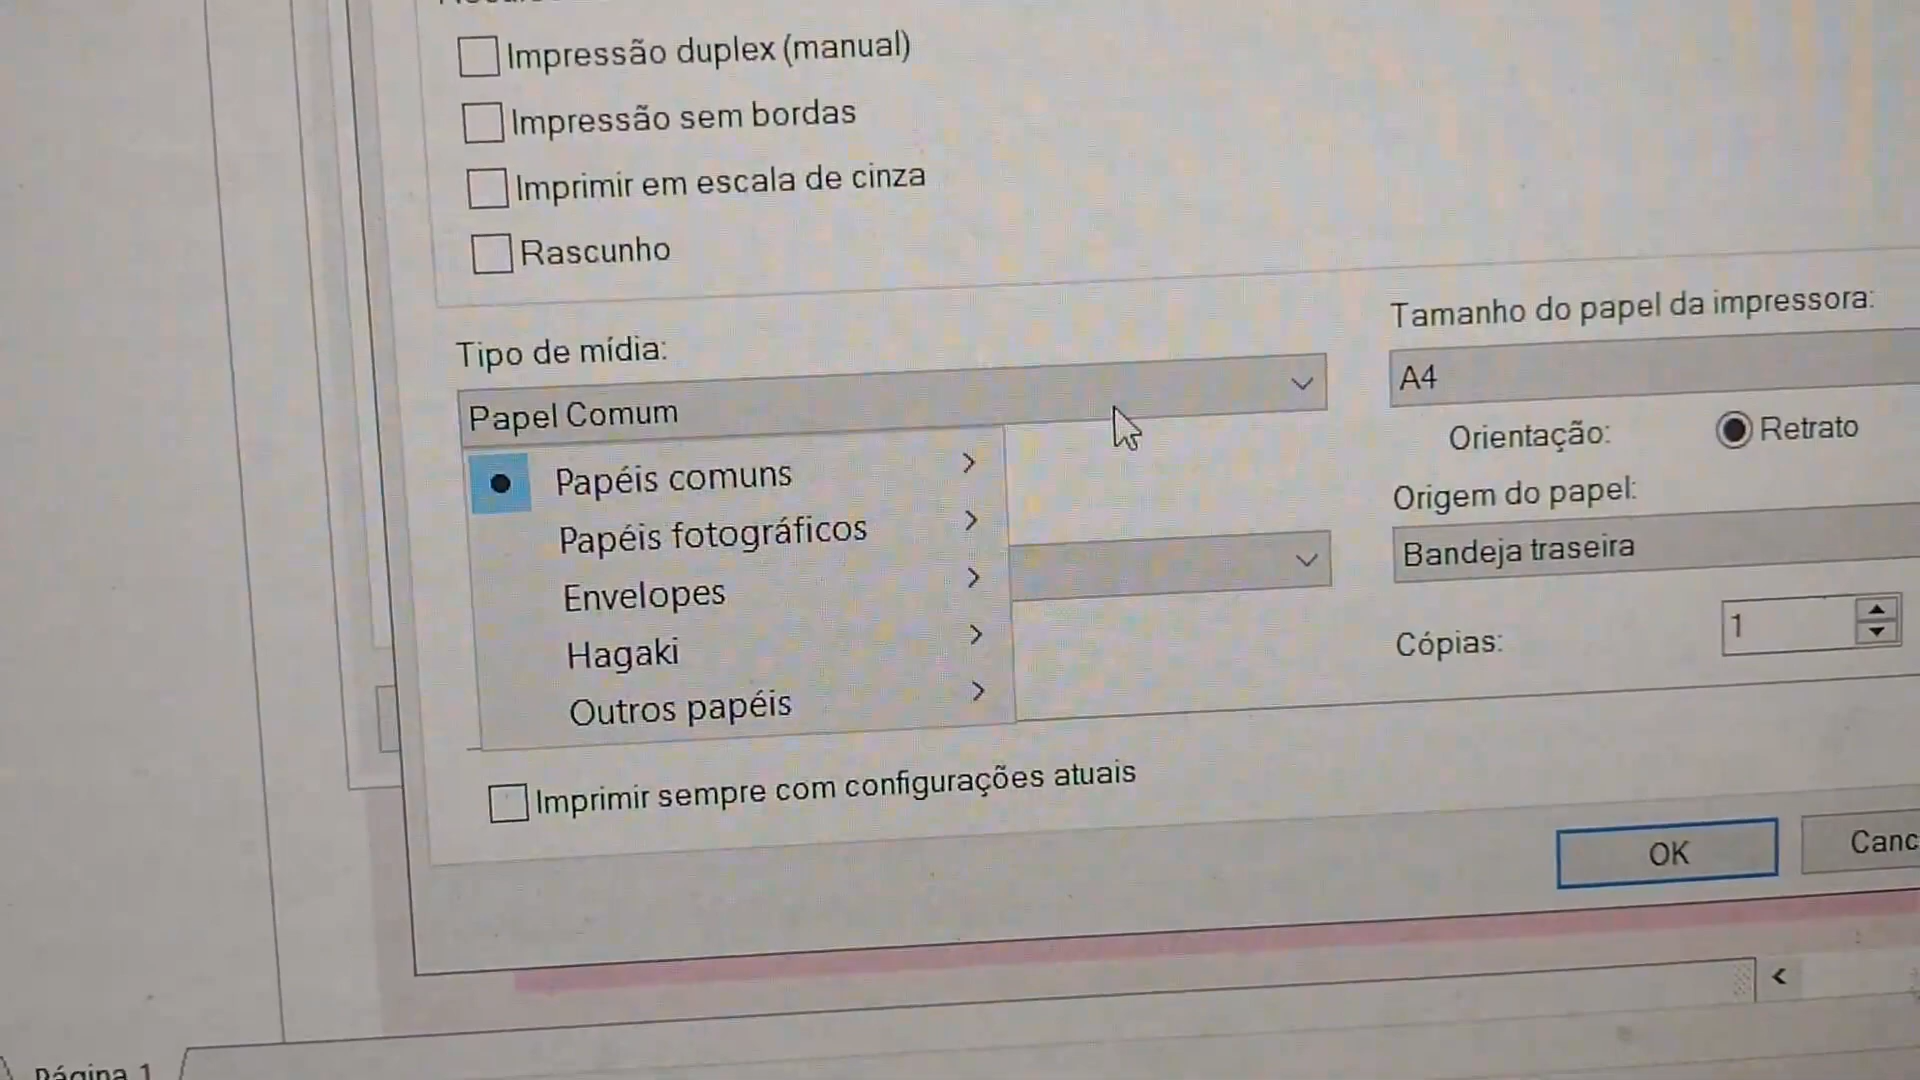 Impressão duplex (manual)
Impressão sem bordas
Imprimir em escala de cinza
Rascunho
Tipo de mídia:
Papel Comum
Papéis comuns
Papéis fotográficos
Envelopes
Hagaki
Outros papéis
Tamanho do papel da impressora:
A4
Orientação:
Retrato
Origem do papel:
Bandeja traseira
Cópias:
1
Imprimir sempre com configurações atuais
OK
Canc
Página 1